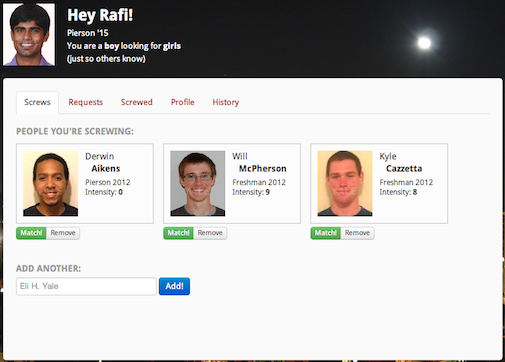 Hey Rafi!
Pierson '15
You are a boy looking for girls
(just so others know)
Screws Requests Screwed Profile History
PEOPLE YOU'RE SCREWING:
Derwin
Aikens
Pierson 2012
Intensity: 0
Match! Remove
Will
McPherson
Freshman 2012
Intensity: 9
Match! Remove
Kyle
Cazzetta
Freshman 2012
Intensity: 8
Match! Remove
ADD ANOTHER:
Eli H. Yale Add!